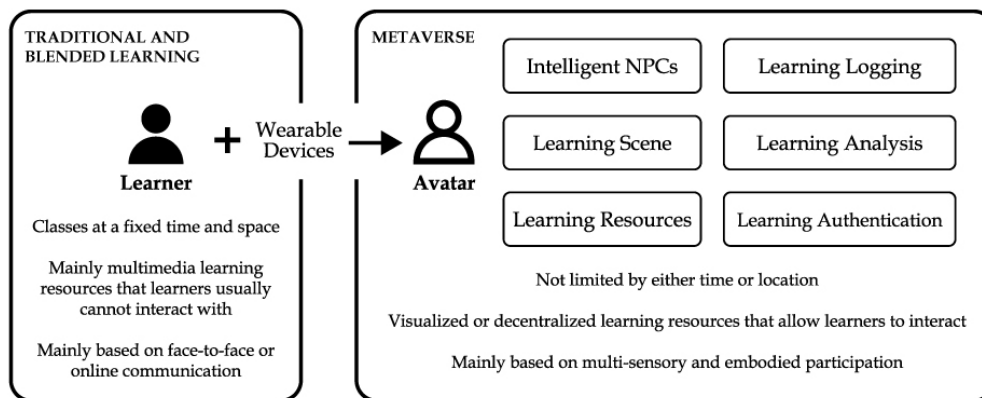 TRADITIONAL AND
BLENDED LEARNING
+
Wearable
Devices
Learner
Classes at a fixed time and space
Mainly multimedia learning
resources that learners usually
cannot interact with
Mainly based on face-to-face or
online communication
METAVERSE
Avatar
Intelligent NPCs
Learning Logging
Learning Scene
Learning Analysis
Learning Resources
Learning Authentication
Not limited by either time or location
Visualized or decentralized learning resources that allow learners to interact
Mainly based on multi-sensory and embodied participation